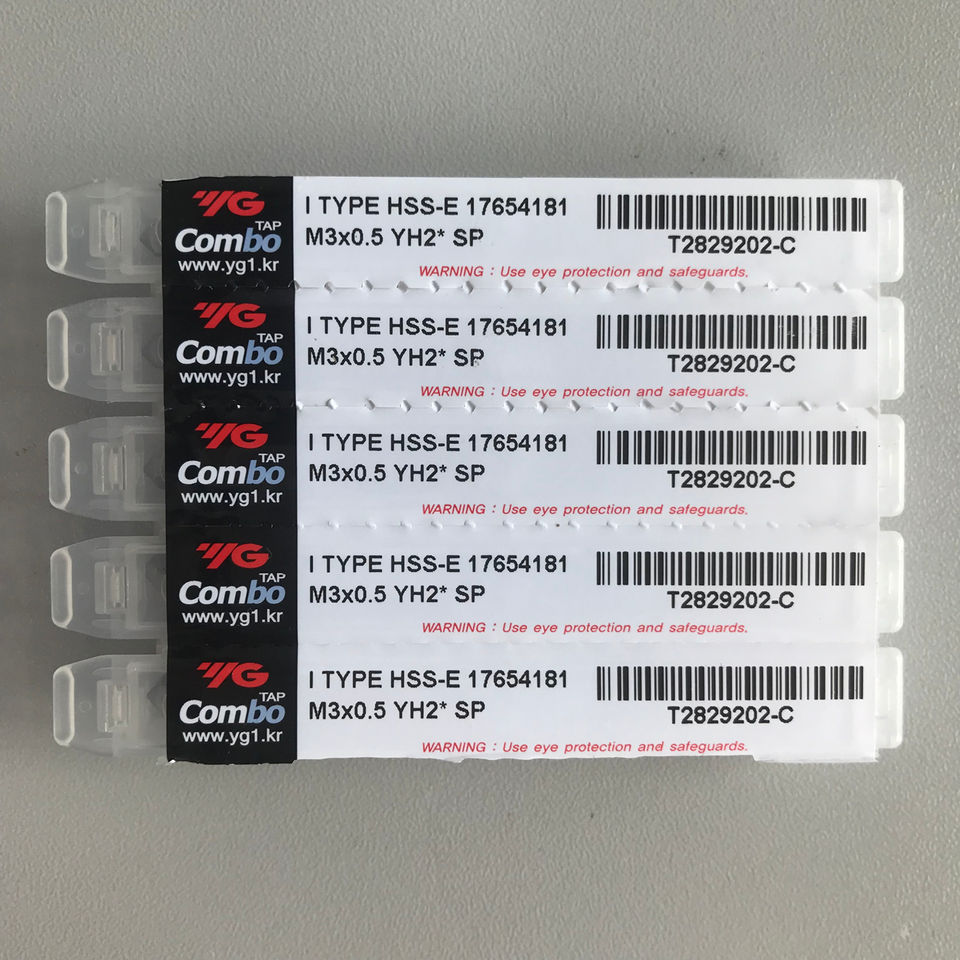 YG
TAP
Combo
www.yg1.kr
I TYPE HSS-E 17654181
M3x0.5 YH2* SP
T2829202-C
WARNING : Use eye protection and safeguards.
YG
TAP
Combo
www.yg1.kr
I TYPE HSS-E 17654181
M3x0.5 YH2* SP
T2829202-C
WARNING : Use eye protection and safeguards.
YG
TAP
Combo
www.yg1.kr
I TYPE HSS-E 17654181
M3x0.5 YH2* SP
T2829202-C
WARNING : Use eye protection and safeguards.
YG
TAP
Combo
www.yg1.kr
I TYPE HSS-E 17654181
M3x0.5 YH2* SP
T2829202-C
WARNING : Use eye protection and safeguards.
YG
TAP
Combo
www.yg1.kr
I TYPE HSS-E 17654181
M3x0.5 YH2* SP
T2829202-C
WARNING : Use eye protection and safeguards.